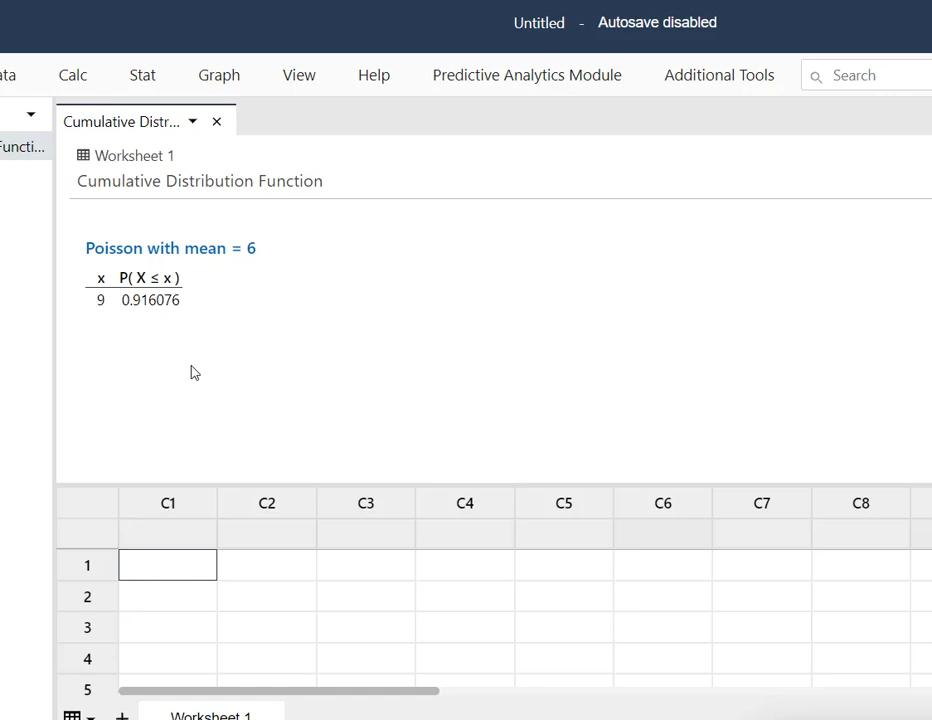 Untitled - Autosave disabled
ata Calc Stat Graph View Help Predictive Analytics Module Additional Tools Search
Cumulative Distr...
Functi...
Worksheet 1
Cumulative Distribution Function
Poisson with mean = 6
x P( X ≤ x )
9 0.916076
C1 C2 C3 C4 C5 C6 C7 C8
1
2
3
4
5
+ Worksheet 1